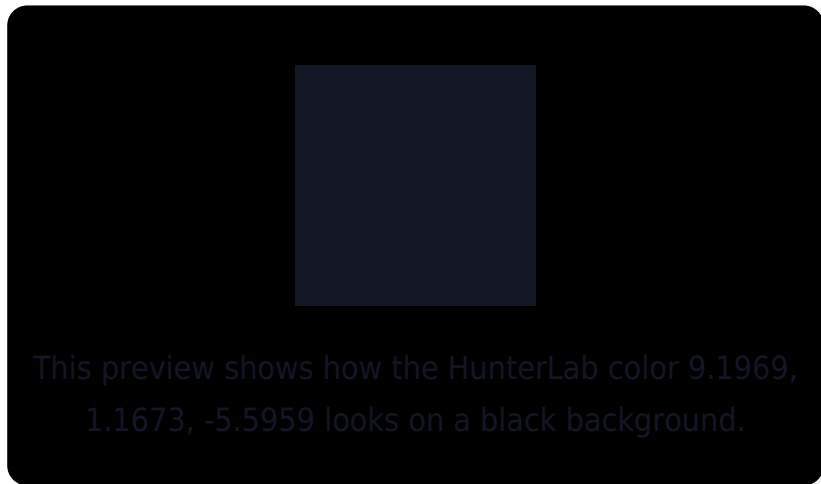 This preview shows how the HunterLab color 9.1969,
1.1673, -5.5959 looks on a black background.